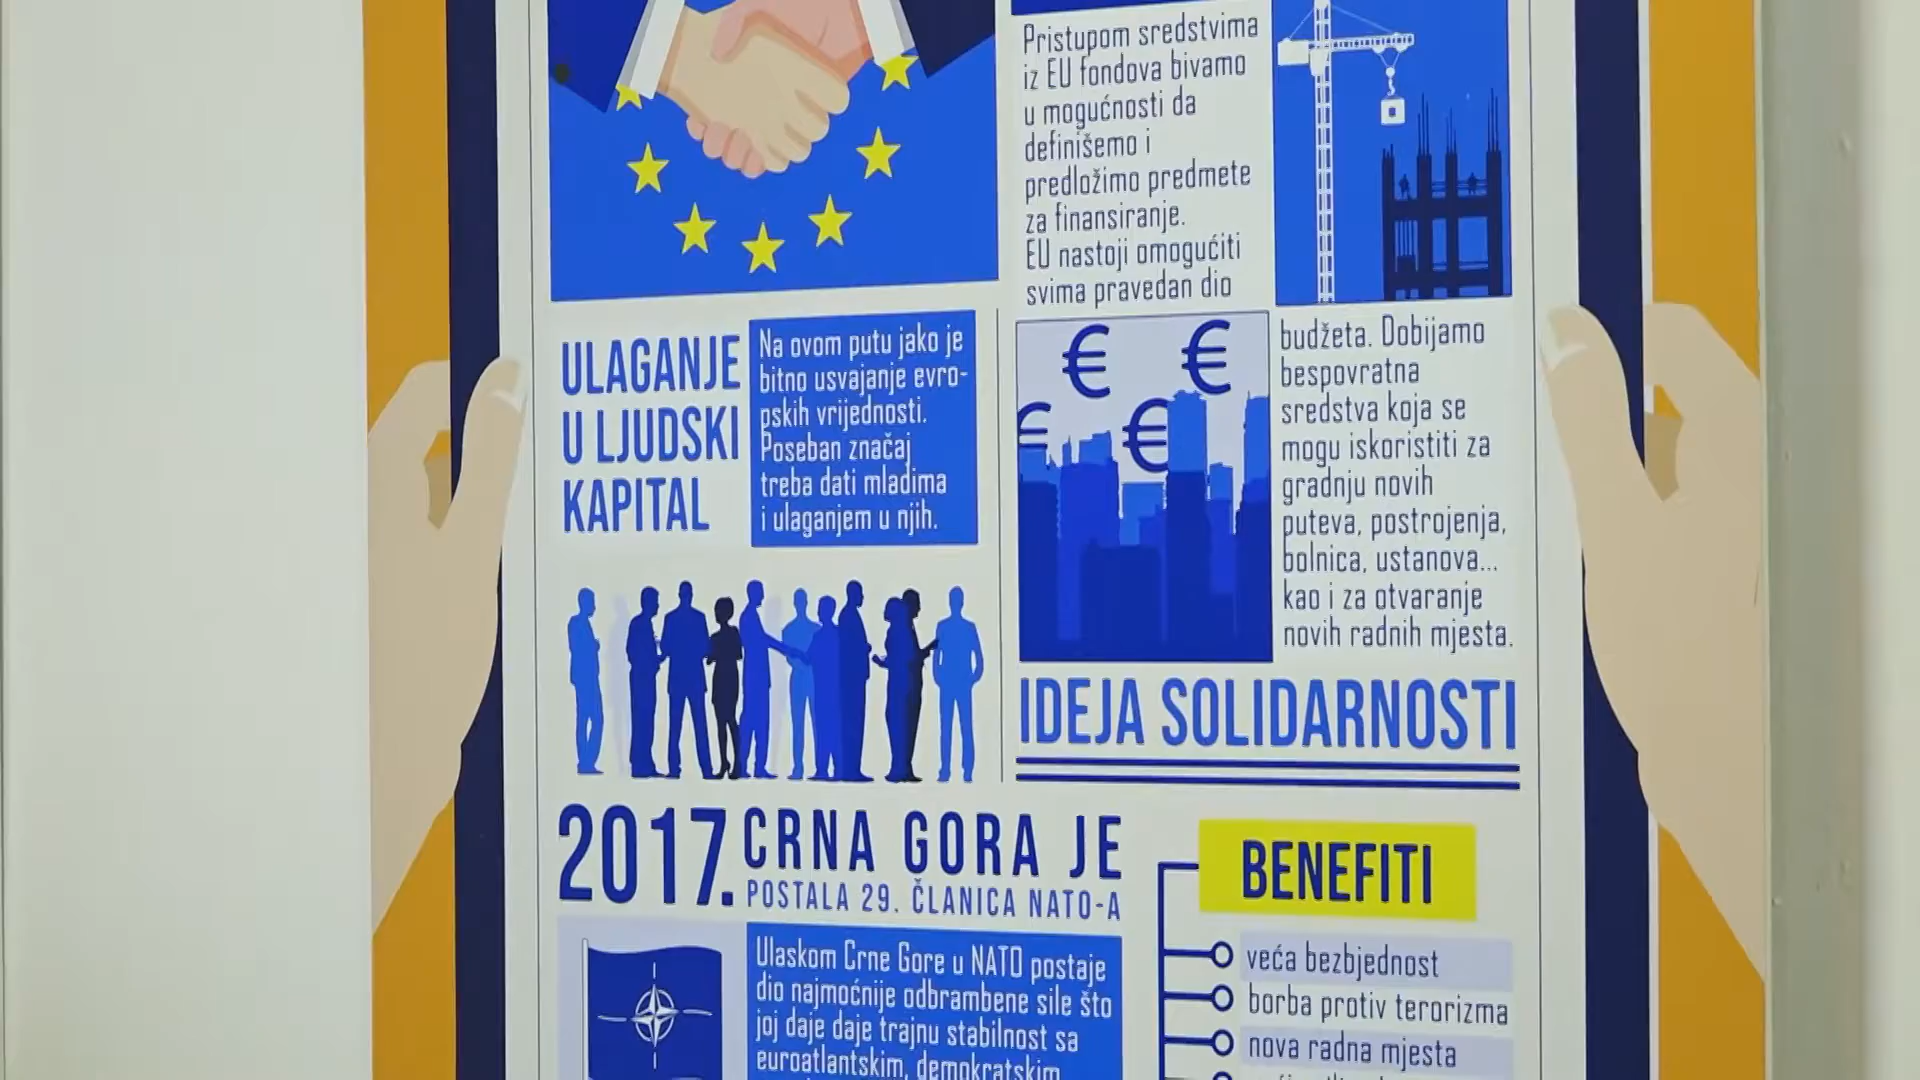 Pristupom sredstvima
iz EU fondova bivamo
u mogućnosti da
definišemo i
predložimo predmete
za finansiranje.
EU nastoji omogućiti
svima pravedan dio
budžeta. Dobijamo
bespovratna
sredstva koja se
mogu iskoristiti za
gradnju novih
puteva, postrojenja,
bolnica, ustanova...
kao i za otvaranje
novih radnih mjesta.
ULAGANJE
U LJUDSKI
KAPITAL
Na ovom putu jako je
bitno usvajanje evro-
pskih vrijednosti.
Poseban značaj
treba dati mladima
i ulaganjem u njih.
€ €
€ €
IDEJA SOLIDARNOSTI
2017. CRNA GORA JE
POSTALA 29. ČLANICA NATO-A
Ulaskom Crne Gore u NATO postaje
dio najmoćnije odbrambene sile što
joj daje daje trajnu stabilnost sa
euroatlantskim, demokratskim
BENEFITI
veća bezbjednost
borba protiv terorizma
nova radna mjesta